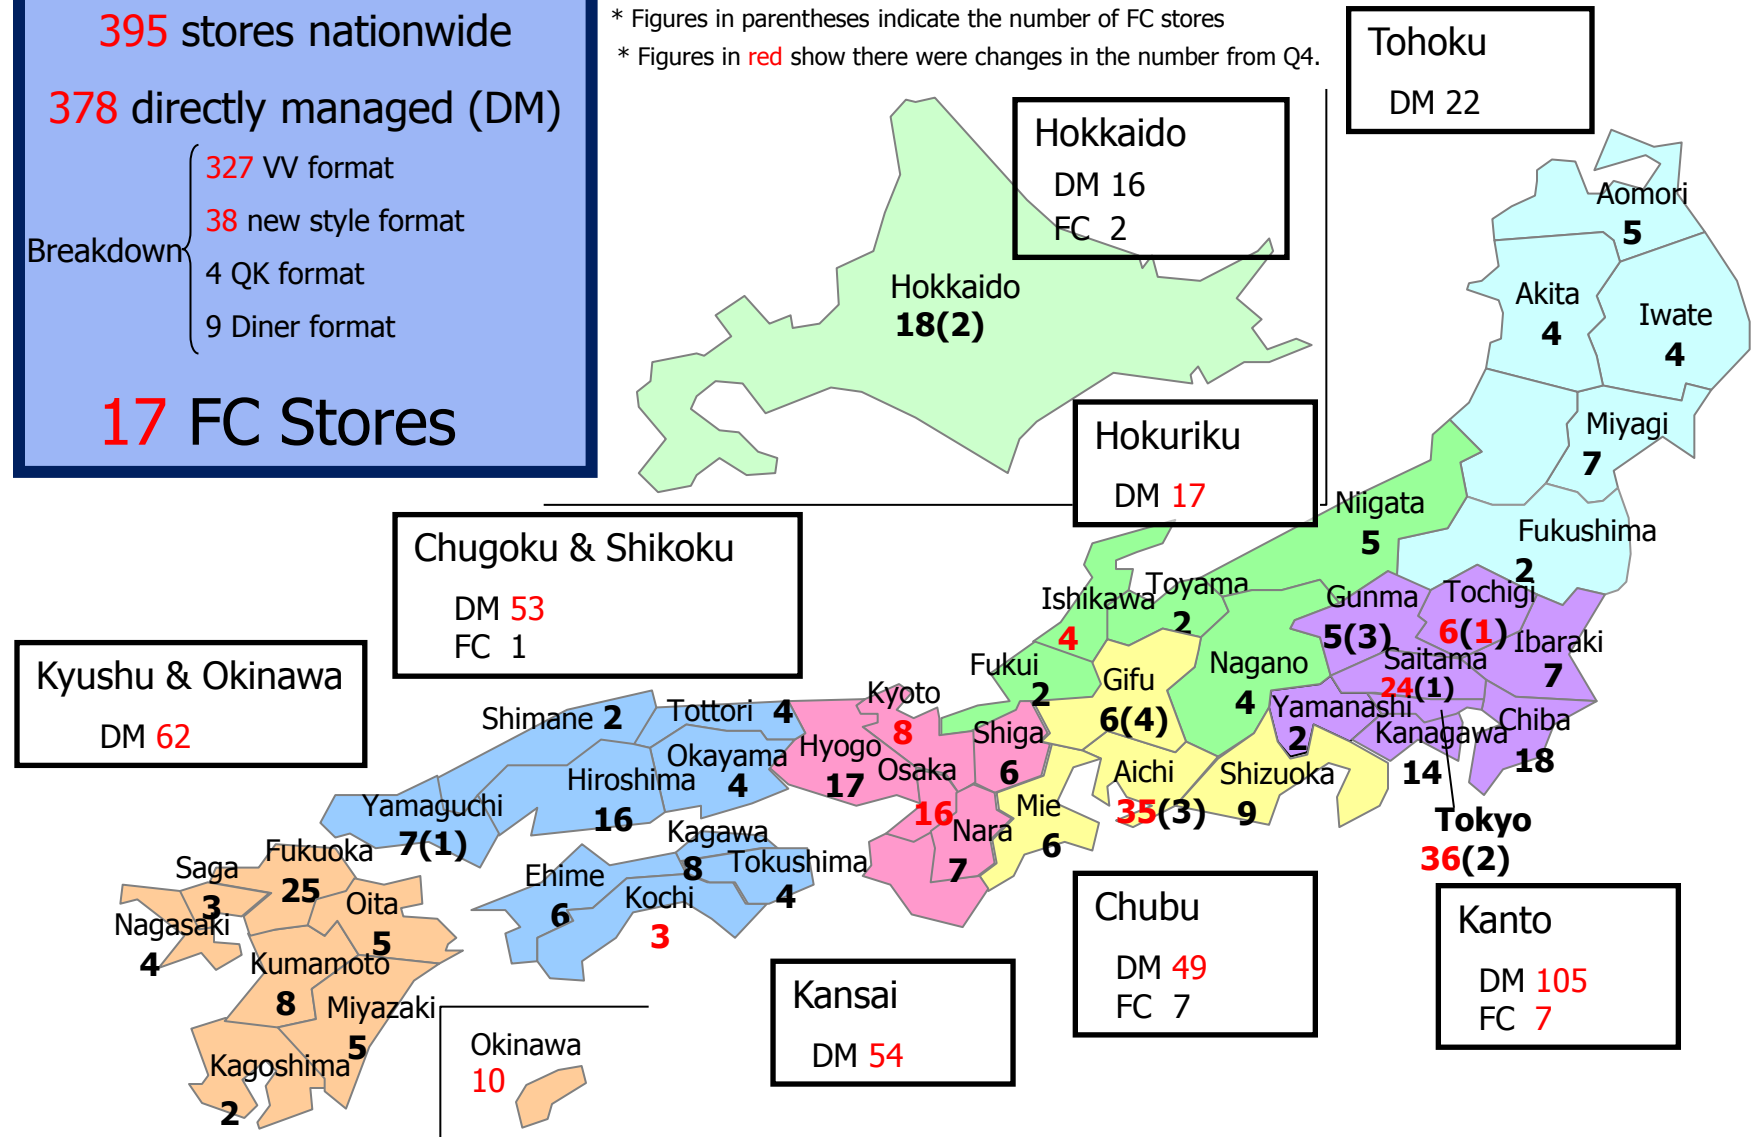 395 stores nationwide
378 directly managed (DM)
Breakdown
327 VV format
38 new style format
4 QK format
9 Diner format
17 FC Stores
* Figures in parentheses indicate the number of FC stores
* Figures in red show there were changes in the number from Q4.
Tohoku
DM 22
Hokkaido
DM 16
FC 2
Hokkaido
18(2)
Aomori
5
Akita
4
Iwate
4
Miyagi
7
Fukushima
2
Hokuriku
DM 17
Niigata
5
Toyama
2
Ishikawa
4
Fukui
2
Nagano
4
Gunma
5(3)
Tochigi
6(1)
Ibaraki
7
Saitama
24(1)
Yamanashi
2
Kanagawa
14
Chiba
18
Tokyo
36(2)
Kanto
DM 105
FC 7
Gifu
6(4)
Aichi
35(3)
Shizuoka
9
Mie
6
Chubu
DM 49
FC 7
Kyoto
8
Shiga
6
Hyogo
17
Osaka
16
Nara
7
Kansai
DM 54
Chugoku & Shikoku
DM 53
FC 1
Shimane 2
Tottori 4
Okayama
4
Hiroshima
16
Yamaguchi
7(1)
Kagawa
8
Tokushima
4
Ehime
6
Kochi
3
Kyushu & Okinawa
DM 62
Fukuoka
25
Saga
3
Nagasaki
4
Oita
5
Kumamoto
8
Miyazaki
5
Kagoshima
2
Okinawa
10